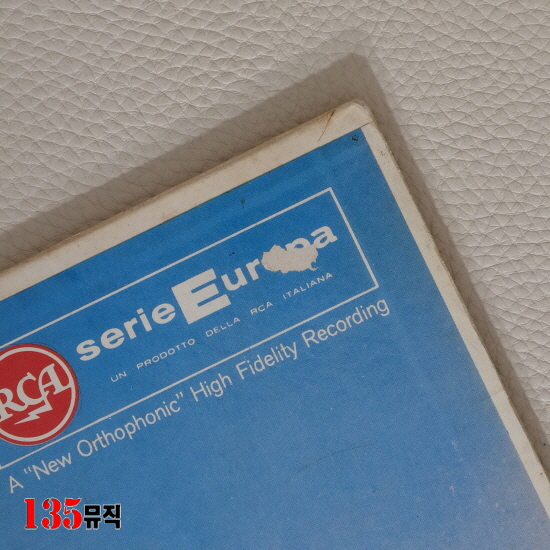 serie Europa
UN PRODOTTO DELLA RCA ITALIANA
RCA
A "New Orthophonic" High Fidelity Recording
135뮤직